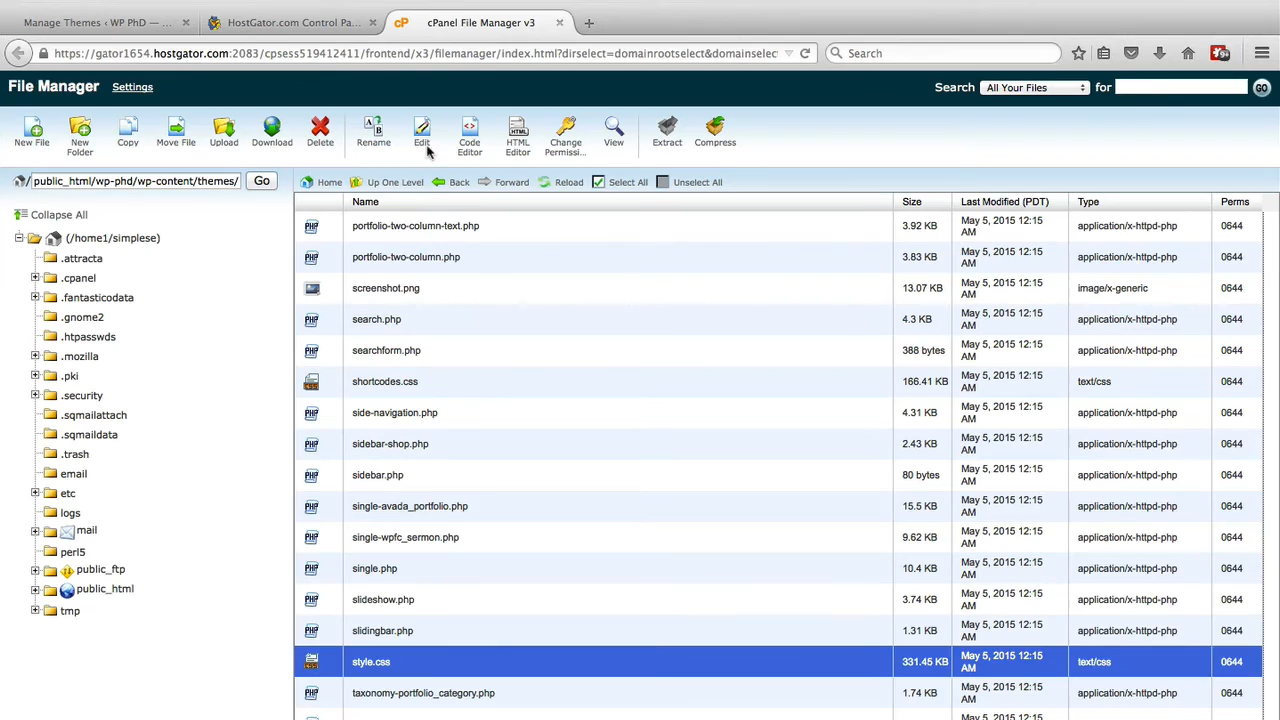 Manage Themes ‹ WP PhD — ...
HostGator.com Control Pa...
cPanel File Manager v3
https://gator1654.hostgator.com:2083/cpsess519412411/frontend/x3/filemanager/index.html?dirselect=domainrootselect&domainselect
Search
File Manager
Settings
Search
All Your Files
for
GO
New File
New Folder
Copy
Move File
Upload
Download
Delete
Rename
Edit
Code Editor
HTML Editor
Change Permissi...
View
Extract
Compress
/ public_html/wp-phd/wp-content/themes/
Go
Home
Up One Level
Back
Forward
Reload
Select All
Unselect All
Collapse All
(/home1/simplese)
.attracta
.cpanel
.fantasticodata
.gnome2
.htpasswds
.mozilla
.pki
.security
.sqmailattach
.sqmaildata
.trash
email
etc
logs
mail
perl5
public_ftp
public_html
tmp
Name Size Last Modified (PDT) Type Perms
portfolio-two-column-text.php 3.92 KB May 5, 2015 12:15 AM application/x-httpd-php 0644
portfolio-two-column.php 3.83 KB May 5, 2015 12:15 AM application/x-httpd-php 0644
screenshot.png 13.07 KB May 5, 2015 12:15 AM image/x-generic 0644
search.php 4.3 KB May 5, 2015 12:15 AM application/x-httpd-php 0644
searchform.php 388 bytes May 5, 2015 12:15 AM application/x-httpd-php 0644
shortcodes.css 166.41 KB May 5, 2015 12:15 AM text/css 0644
side-navigation.php 4.31 KB May 5, 2015 12:15 AM application/x-httpd-php 0644
sidebar-shop.php 2.43 KB May 5, 2015 12:15 AM application/x-httpd-php 0644
sidebar.php 80 bytes May 5, 2015 12:15 AM application/x-httpd-php 0644
single-avada_portfolio.php 15.5 KB May 5, 2015 12:15 AM application/x-httpd-php 0644
single-wpfc_sermon.php 9.62 KB May 5, 2015 12:15 AM application/x-httpd-php 0644
single.php 10.4 KB May 5, 2015 12:15 AM application/x-httpd-php 0644
slideshow.php 3.74 KB May 5, 2015 12:15 AM application/x-httpd-php 0644
slidingbar.php 1.31 KB May 5, 2015 12:15 AM application/x-httpd-php 0644
style.css 331.45 KB May 5, 2015 12:15 AM text/css 0644
taxonomy-portfolio_category.php 1.74 KB May 5, 2015 12:15 AM application/x-httpd-php 0644